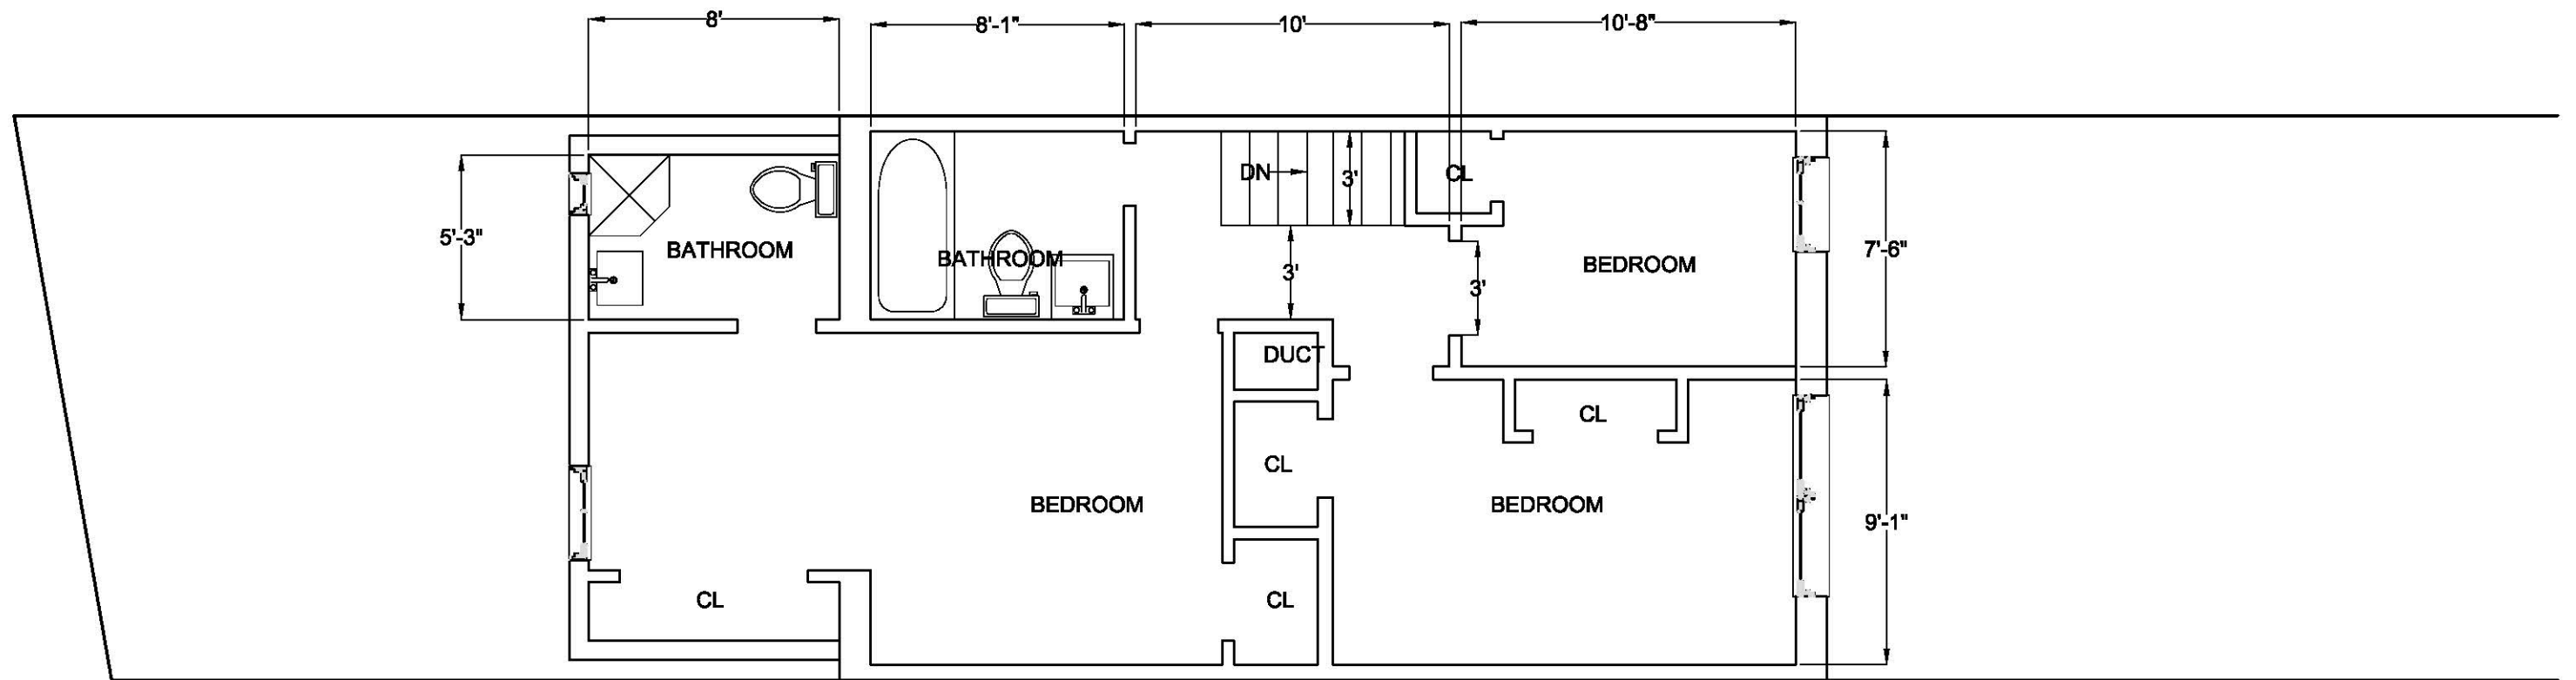 8'
8'-1"
10'
10'-8"
DN
3'
CL
5'-3"
BATHROOM
BATHROOM
3'
3'
BEDROOM
7'-6"
DUCT
CL
CL
BEDROOM
BEDROOM
9'-1"
CL
CL